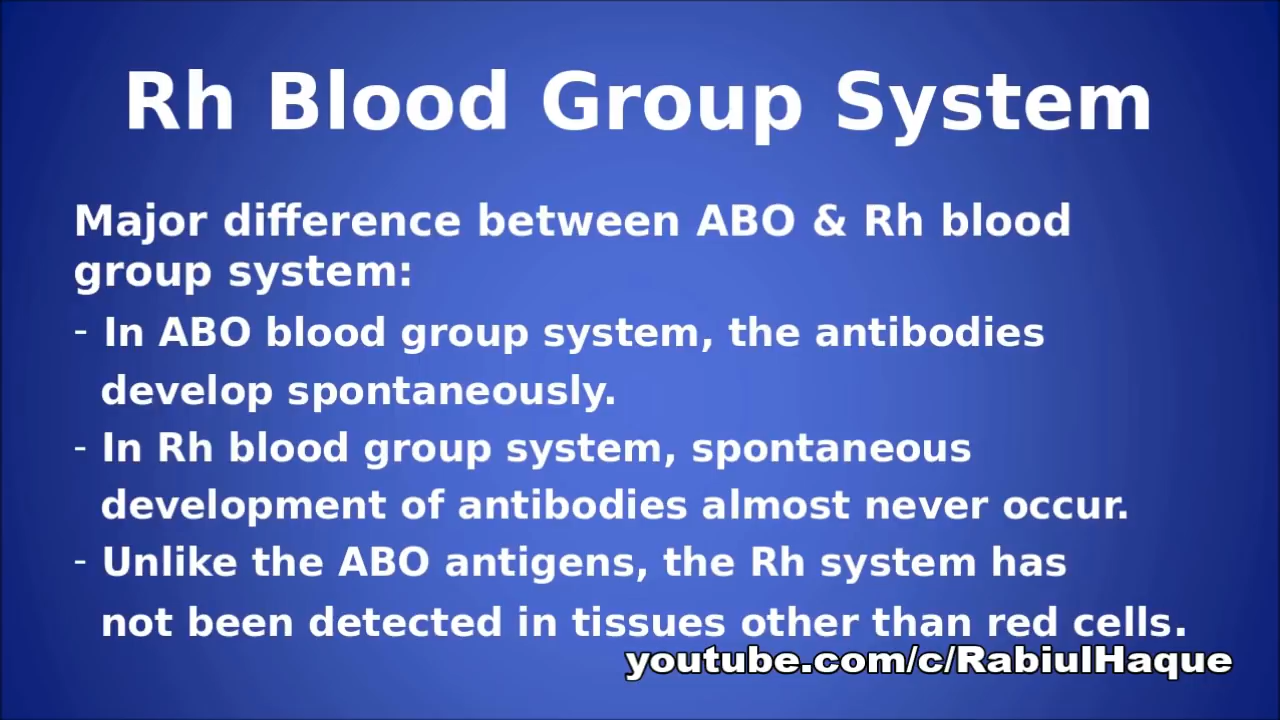 Rh Blood Group System
Major difference between ABO & Rh blood
group system:
- In ABO blood group system, the antibodies
develop spontaneously.
- In Rh blood group system, spontaneous
development of antibodies almost never occur.
- Unlike the ABO antigens, the Rh system has
not been detected in tissues other than red cells.
youtube.com/c/RabiulHaque